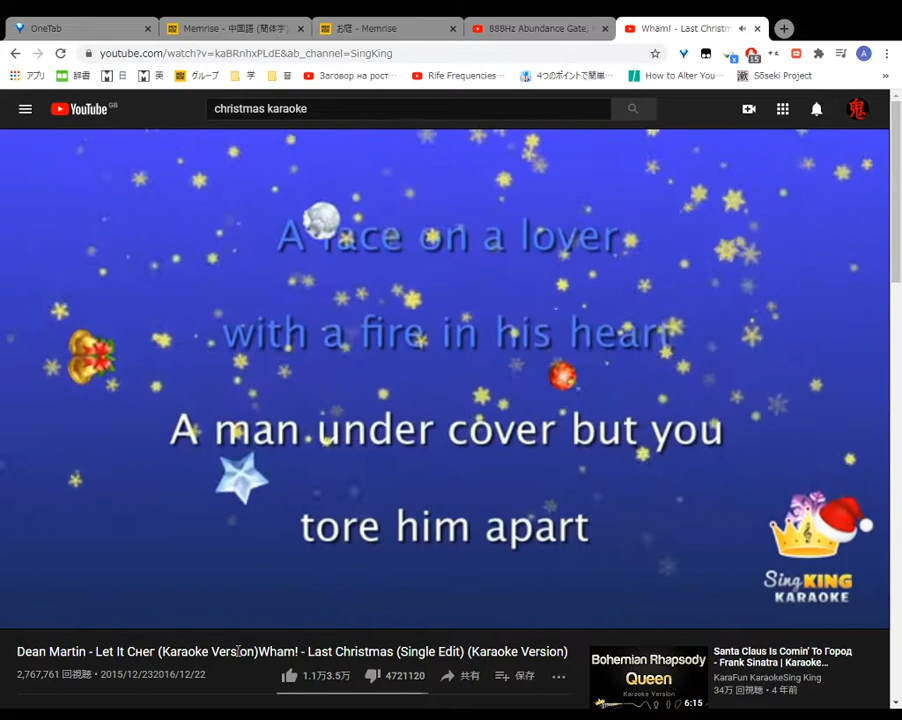 OneTab
Memrise - 中国語 (簡体字)
お庭 - Memrise
888Hz Abundance Gate,
Wham! - Last Christm
youtube.com/watch?v=kaBRnhxPLdE&ab_channel=SingKing
アプリ 辞書 日 英 グループ 学 音 Заговор на рост... Rife Frequencies... 4つのポイントで簡単... How to Alter You... Sōseki Project »
YouTube GB
christmas karaoke
A face on a lover
with a fire in his heart
A man under cover but you
tore him apart
Sing KING
KARAOKE
Dean Martin - Let It Снег (Karaoke Version)Wham! - Last Christmas (Single Edit) (Karaoke Version)
2,767,761 回視聴・2015/12/232016/12/22
1.1万3.5万 4721120 共有 保存
Bohemian Rhapsody
Queen
Karaoke Version
6:15
Santa Claus Is Comin' To Город
- Frank Sinatra | Karaoke...
KaraFun KaraokeSing King
34万 回視聴・4 年前